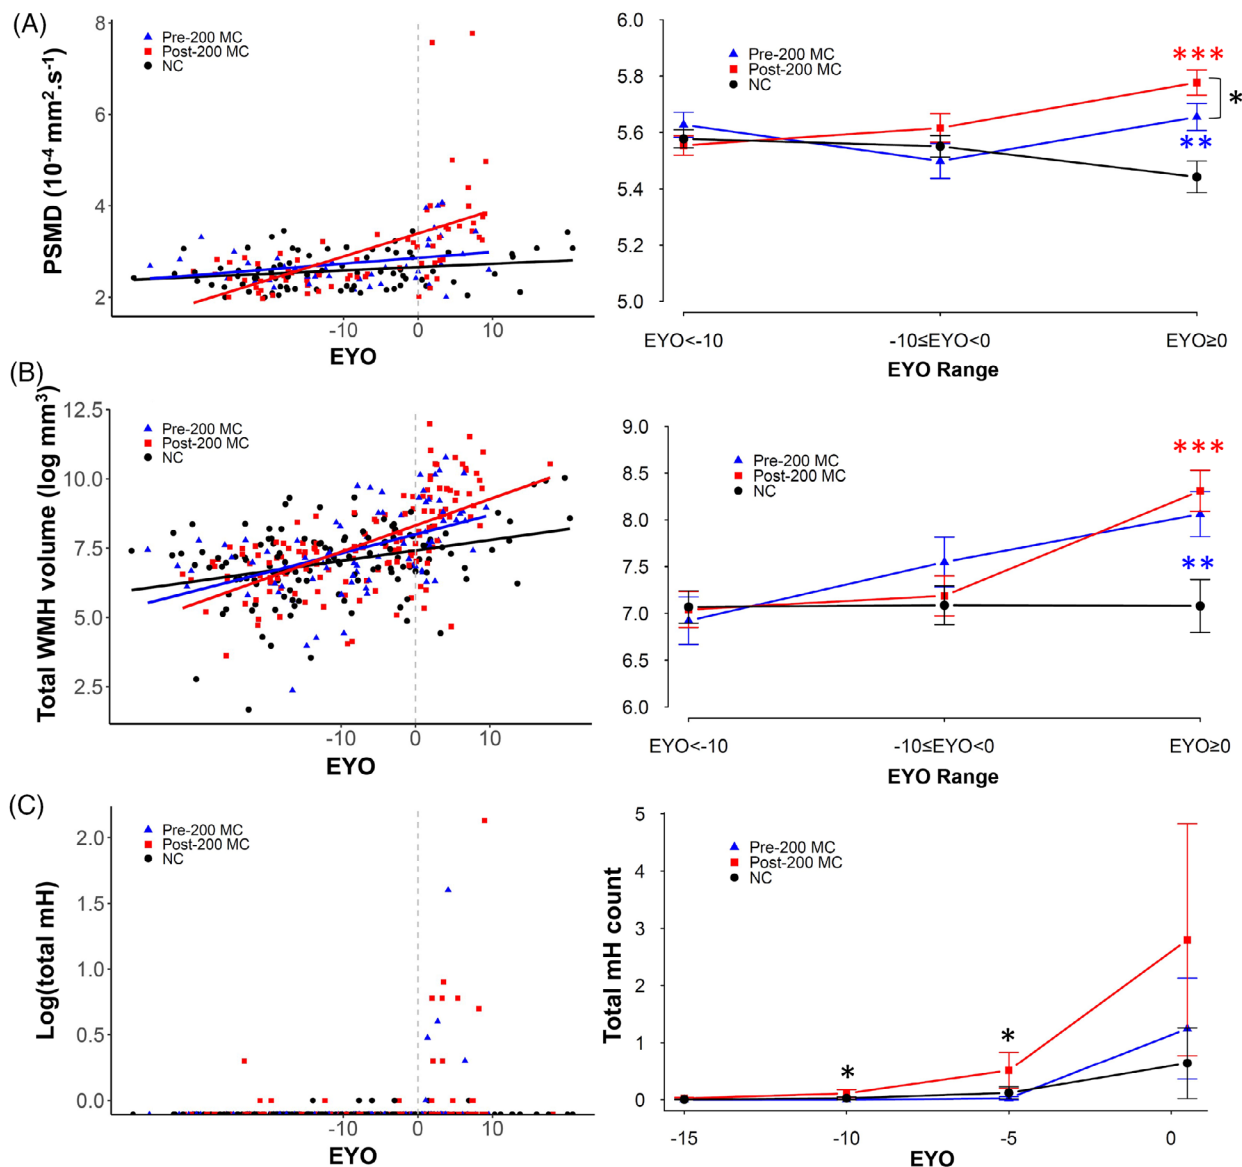 (A)
PSMD (10-4 mm2.s-1)
8
6
4
2
Pre-200 MC
Post-200 MC
NC
-10
0
10
EYO
6.0
5.8
5.6
5.4
5.2
5.0
Pre-200 MC
Post-200 MC
NC
***
*
**
EYO<-10
-10≤EYO<0
EYO≥0
EYO Range
(B)
Total WMH volume (log mm3)
12.5
10.0
7.5
5.0
2.5
Pre-200 MC
Post-200 MC
NC
-10
0
10
EYO
9.0
8.5
8.0
7.5
7.0
6.5
6.0
Pre-200 MC
Post-200 MC
NC
***
**
EYO<-10
-10≤EYO<0
EYO≥0
EYO Range
(C)
Log(total mH)
2.0
1.5
1.0
0.5
0.0
Pre-200 MC
Post-200 MC
NC
-10
0
10
EYO
Total mH count
5
4
3
2
1
0
Pre-200 MC
Post-200 MC
NC
*
*
-15
-10
-5
0
EYO